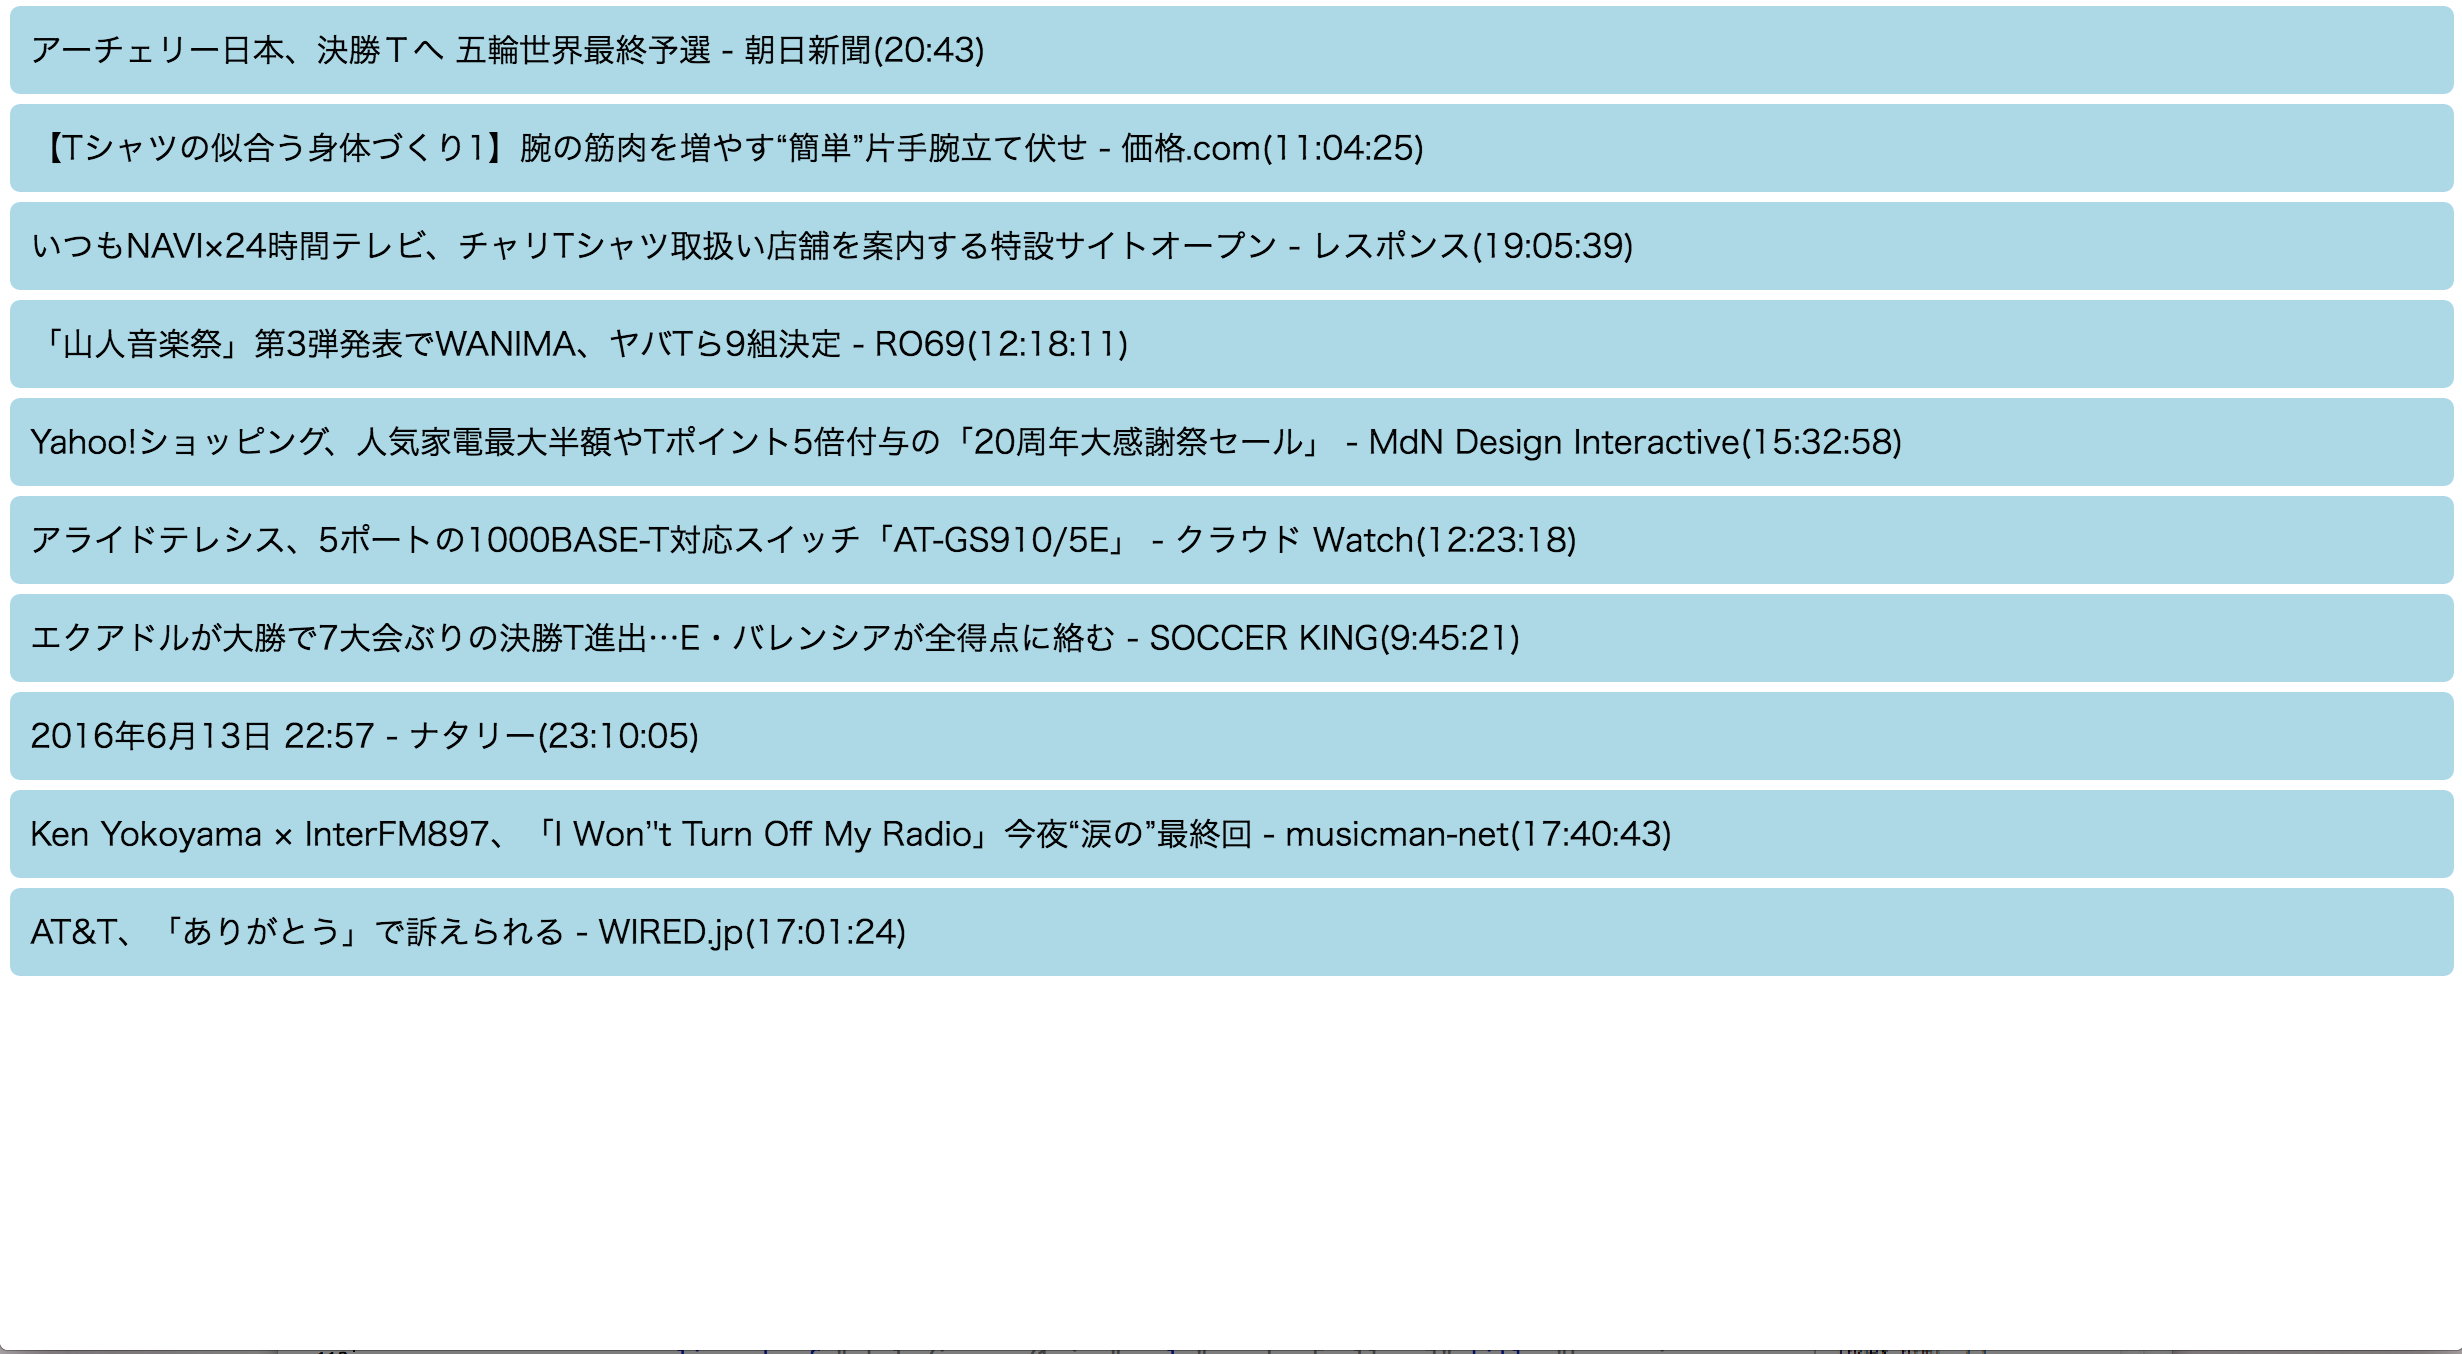 アーチェリー日本、決勝Ｔへ 五輪世界最終予選 - 朝日新聞(20:43)
【Tシャツの似合う身体づくり1】腕の筋肉を増やす“簡単”片手腕立て伏せ - 価格.com(11:04:25)
いつもNAVI×24時間テレビ、チャリTシャツ取扱い店舗を案内する特設サイトオープン - レスポンス(19:05:39)
「山人音楽祭」第3弾発表でWANIMA、ヤバTら9組決定 - RO69(12:18:11)
Yahoo!ショッピング、人気家電最大半額やTポイント5倍付与の「20周年大感謝祭セール」 - MdN Design Interactive(15:32:58)
アライドテレシス、5ポートの1000BASE-T対応スイッチ「AT-GS910/5E」 - クラウド Watch(12:23:18)
エクアドルが大勝で7大会ぶりの決勝T進出…E・バレンシアが全得点に絡む - SOCCER KING(9:45:21)
2016年6月13日 22:57 - ナタリー(23:10:05)
Ken Yokoyama × InterFM897、「I Won’'t Turn Off My Radio」今夜“涙の”最終回 - musicman-net(17:40:43)
AT&T、「ありがとう」で訴えられる - WIRED.jp(17:01:24)